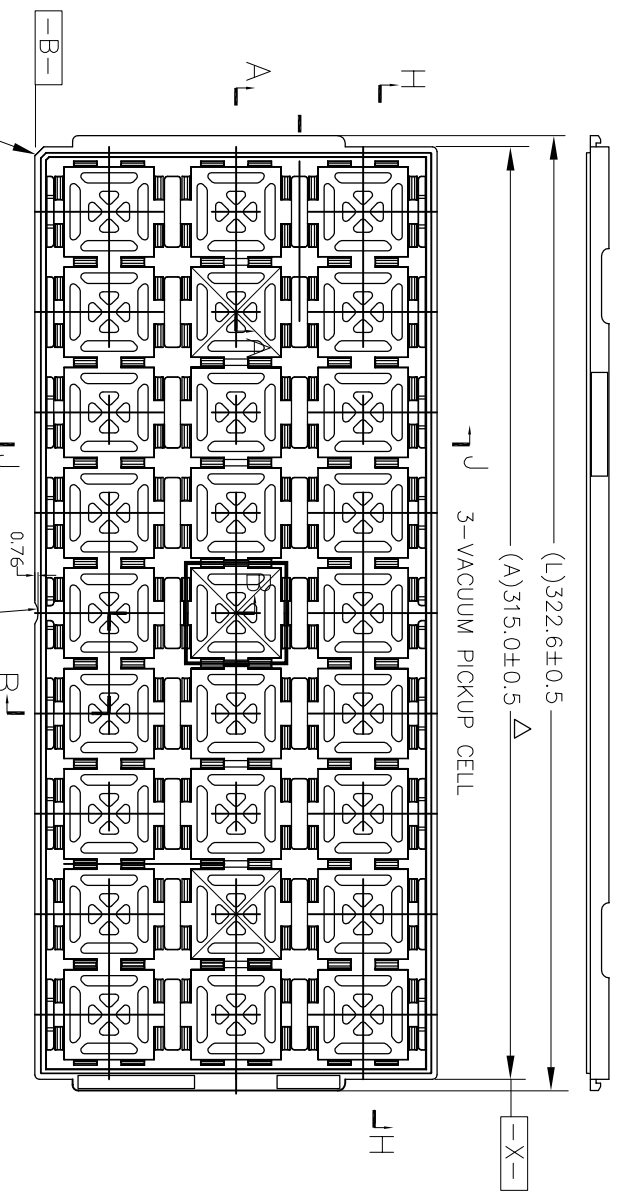 (L)322.6±0.5
(A)315.0±0.5 △
3-VACUUM PICKUP CELL
J
H
-X-
A
A
H
B
-B-
J
0.76
B